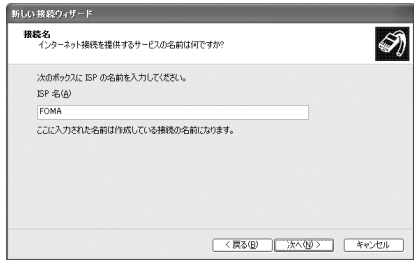 新しい接続ウィザード
接続名
インターネット接続を提供するサービスの名前は何ですか?
次のボックスに ISP の名前を入力してください。
ISP 名(A)
FOMA
ここに入力された名前は作成している接続の名前になります。
< 戻る(B) 次へ(N) > キャンセル